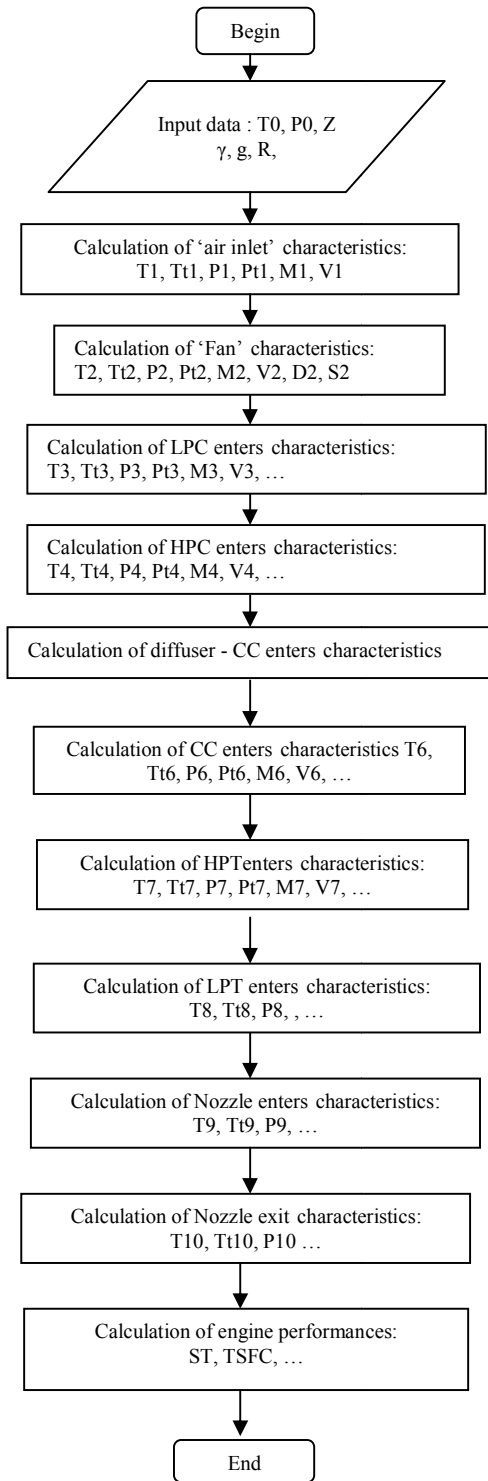 Begin
Input data : T0, P0, Z
γ, g, R,
Calculation of ‘air inlet’ characteristics:
T1, Tt1, P1, Pt1, M1, V1
Calculation of ‘Fan’ characteristics:
T2, Tt2, P2, Pt2, M2, V2, D2, S2
Calculation of LPC enters characteristics:
T3, Tt3, P3, Pt3, M3, V3, …
Calculation of HPC enters characteristics:
T4, Tt4, P4, Pt4, M4, V4, …
Calculation of diffuser - CC enters characteristics
Calculation of CC enters characteristics T6,
Tt6, P6, Pt6, M6, V6, …
Calculation of HPTenters characteristics:
T7, Tt7, P7, Pt7, M7, V7, …
Calculation of LPT enters characteristics:
T8, Tt8, P8, , …
Calculation of Nozzle enters characteristics:
T9, Tt9, P9, …
Calculation of Nozzle exit characteristics:
T10, Tt10, P10 …
Calculation of engine performances:
ST, TSFC, …
End